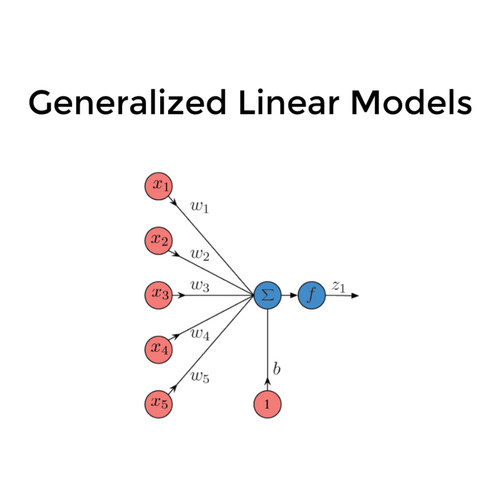 Generalized Linear Models
x₁
w₁
x₂
w₂
x₃ w₃ Σ f z₁
x₄
w₄
x₅
w₅
b
1